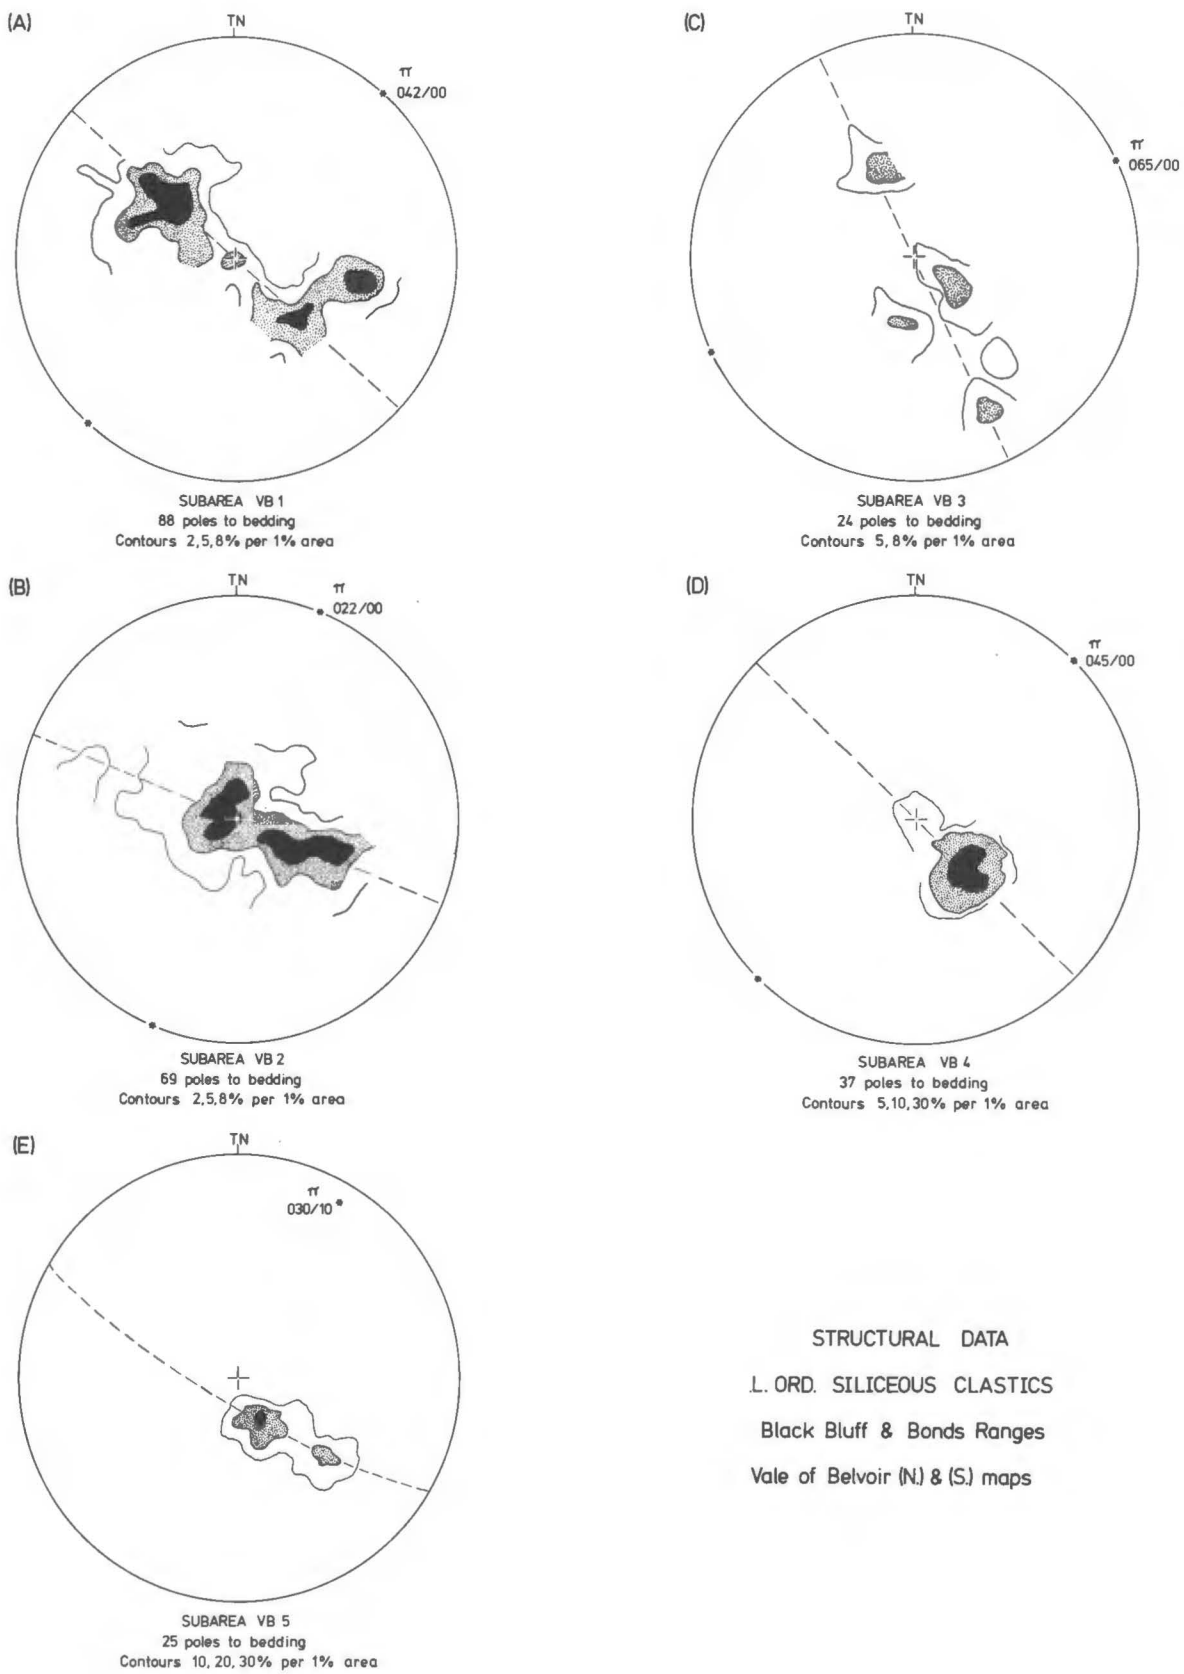 (A)
TN
π
042/00
SUBAREA VB 1
88 poles to bedding
Contours 2,5,8% per 1% area
(B)
TN
π
022/00
SUBAREA VB 2
69 poles to bedding
Contours 2,5,8% per 1% area
(C)
TN
π
065/00
SUBAREA VB 3
24 poles to bedding
Contours 5,8% per 1% area
(D)
TN
π
045/00
SUBAREA VB 4
37 poles to bedding
Contours 5,10,30% per 1% area
(E)
TN
π
030/10
SUBAREA VB 5
25 poles to bedding
Contours 10, 20, 30% per 1% area
STRUCTURAL DATA
L. ORD. SILICEOUS CLASTICS
Black Bluff & Bonds Ranges
Vale of Belvoir (N.) & (S.) maps